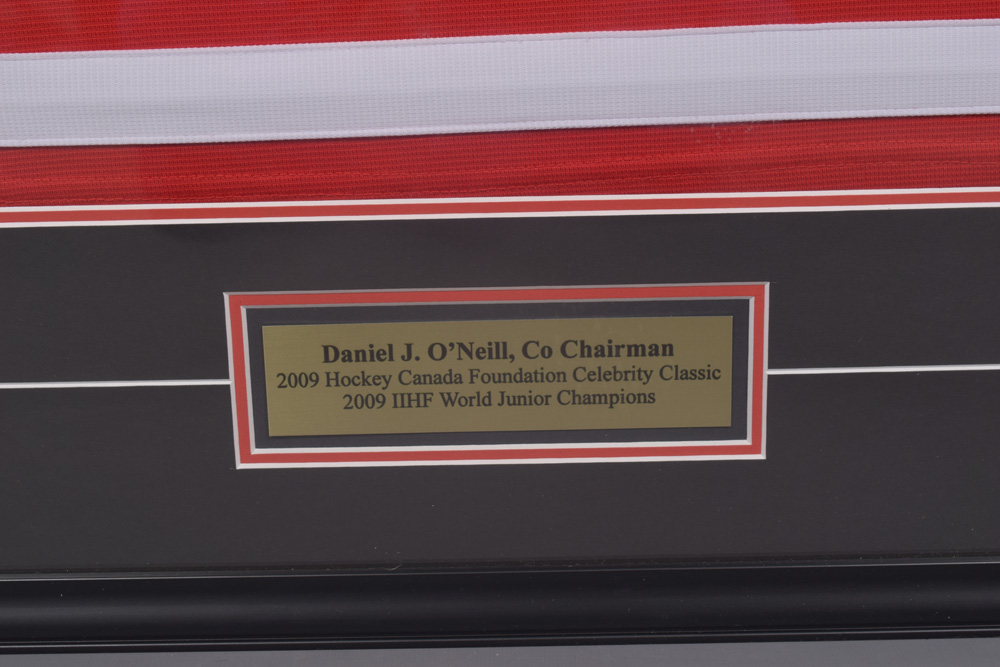 Daniel J. O’Neill, Co Chairman
2009 Hockey Canada Foundation Celebrity Classic
2009 IIHF World Junior Champions